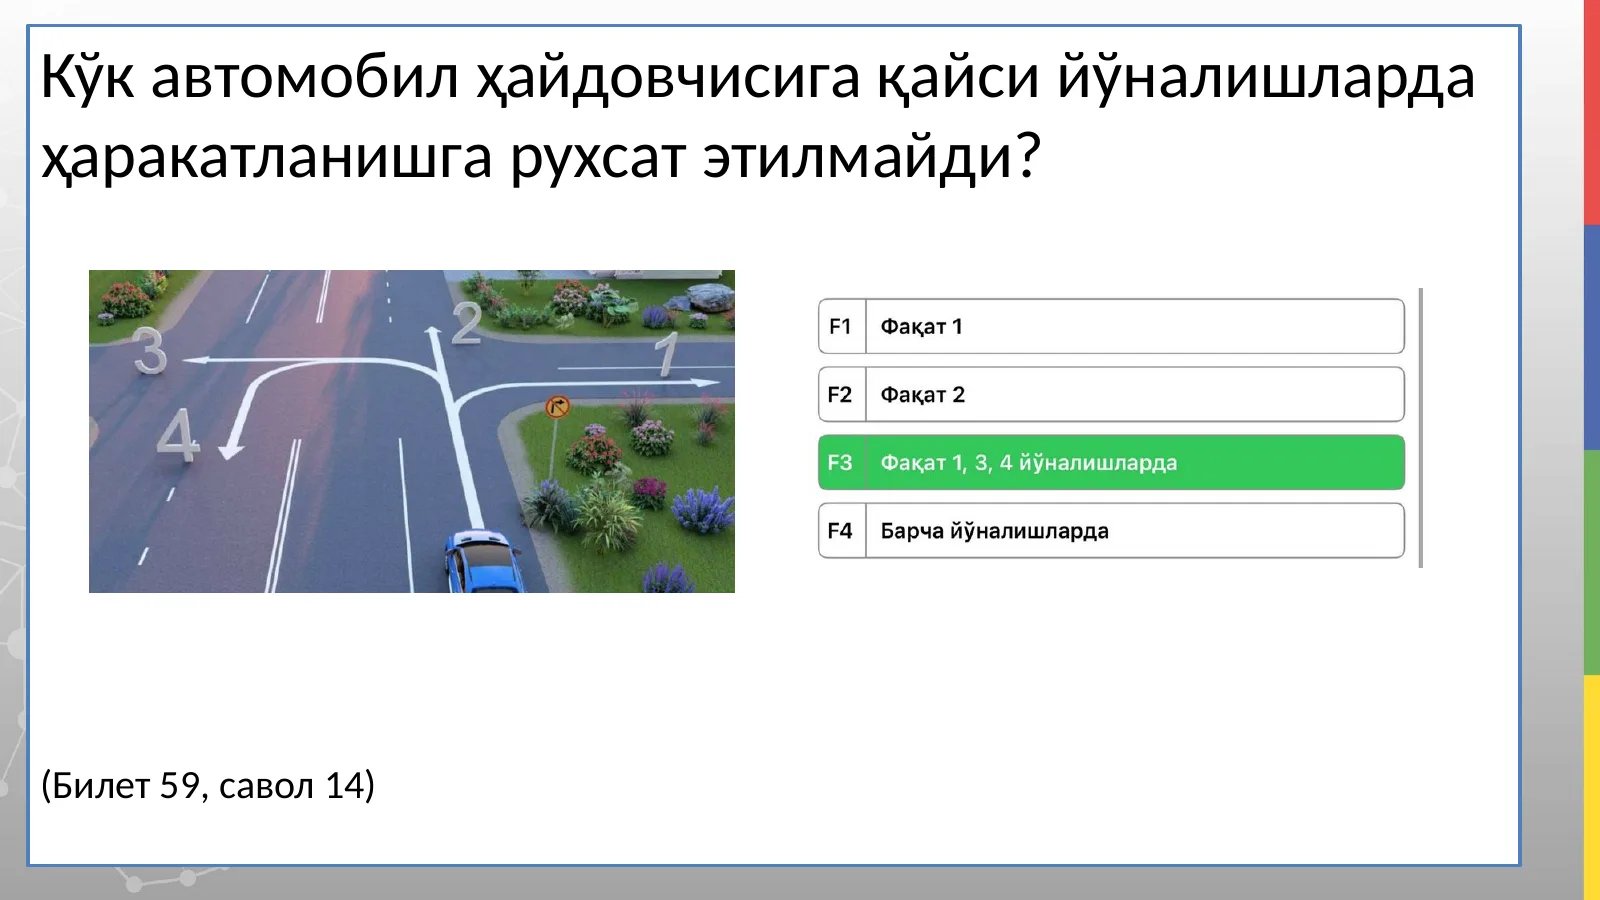 Кўк автомобил ҳайдовчисига қайси йўналишларда
ҳаракатланишга рухсат этилмайди?
3
2
1
4
F1 Фақат 1
F2 Фақат 2
F3 Фақат 1, 3, 4 йўналишларда
F4 Барча йўналишларда
(Билет 59, савол 14)